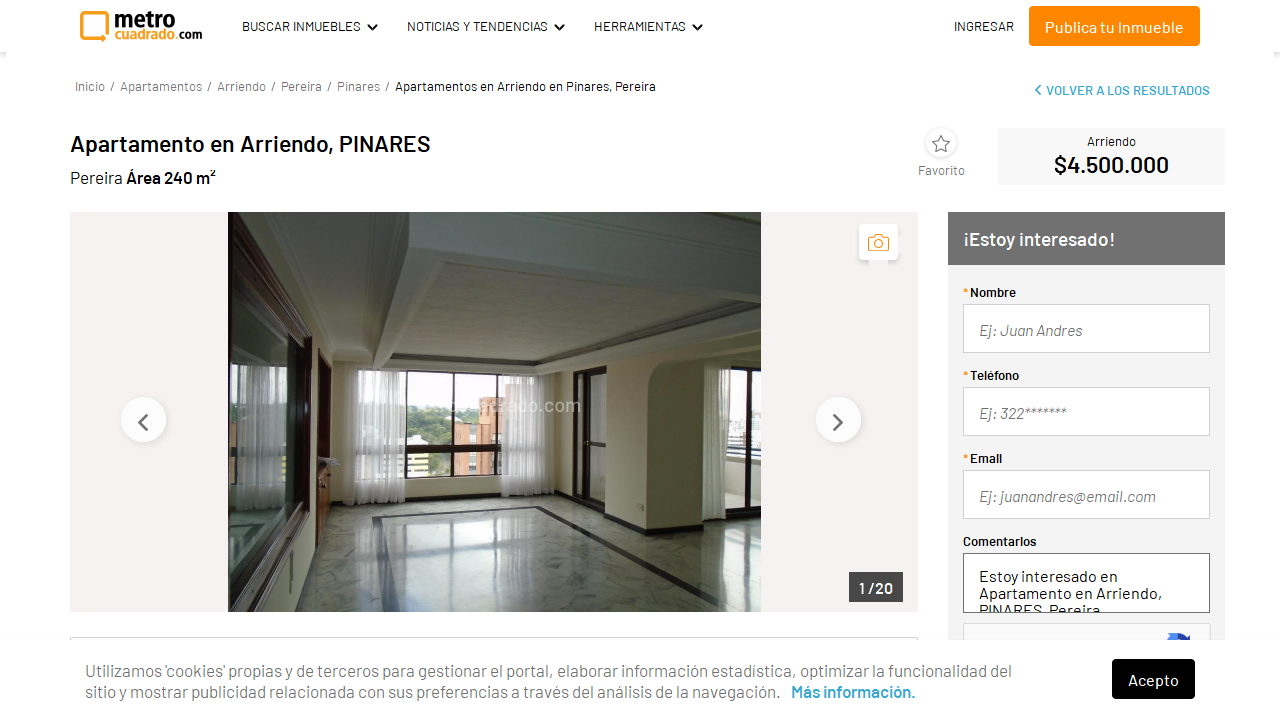 metro
cuadrado.com
BUSCAR INMUEBLES
NOTICIAS Y TENDENCIAS
HERRAMIENTAS
INGRESAR
Publica tu Inmueble
Inicio / Apartamentos / Arriendo / Pereira / Pinares / Apartamentos en Arriendo en Pinares, Pereira
VOLVER A LOS RESULTADOS
Apartamento en Arriendo, PINARES
Pereira Área 240 m²
Favorito
Arriendo
$4.500.000
1/20
¡Estoy interesado!
*Nombre
Ej: Juan Andres
*Teléfono
Ej: 322*******
*Email
Ej: juanandres@email.com
Comentarios
Estoy interesado en
Apartamento en Arriendo,
PINARES, Pereira
Utilizamos 'cookies' propias y de terceros para gestionar el portal, elaborar información estadística, optimizar la funcionalidad del
sitio y mostrar publicidad relacionada con sus preferencias a través del análisis de la navegación. Más información.
Acepto